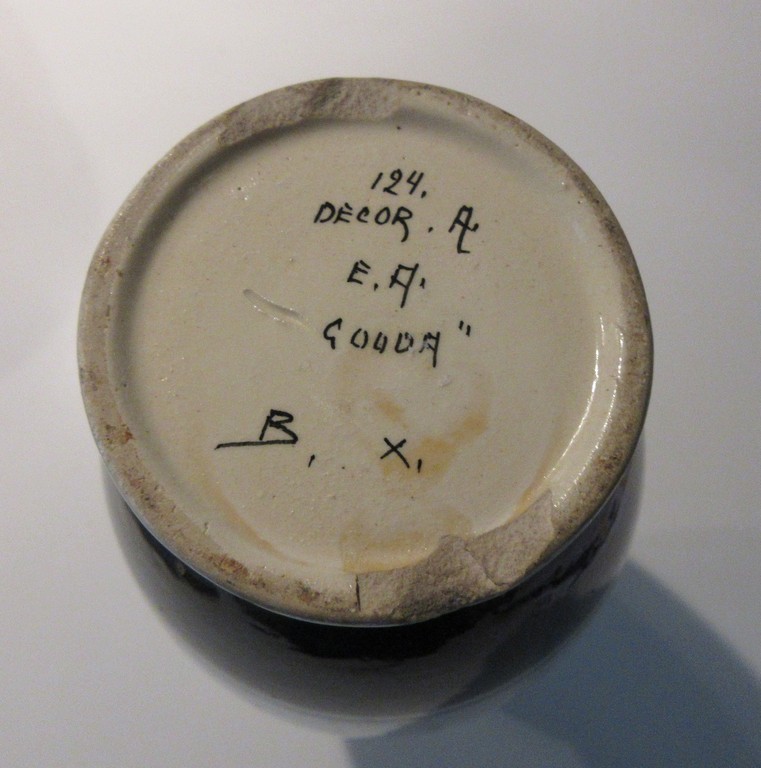 124.
DECOR. A.
E.A.
GOUDA"
B. X.